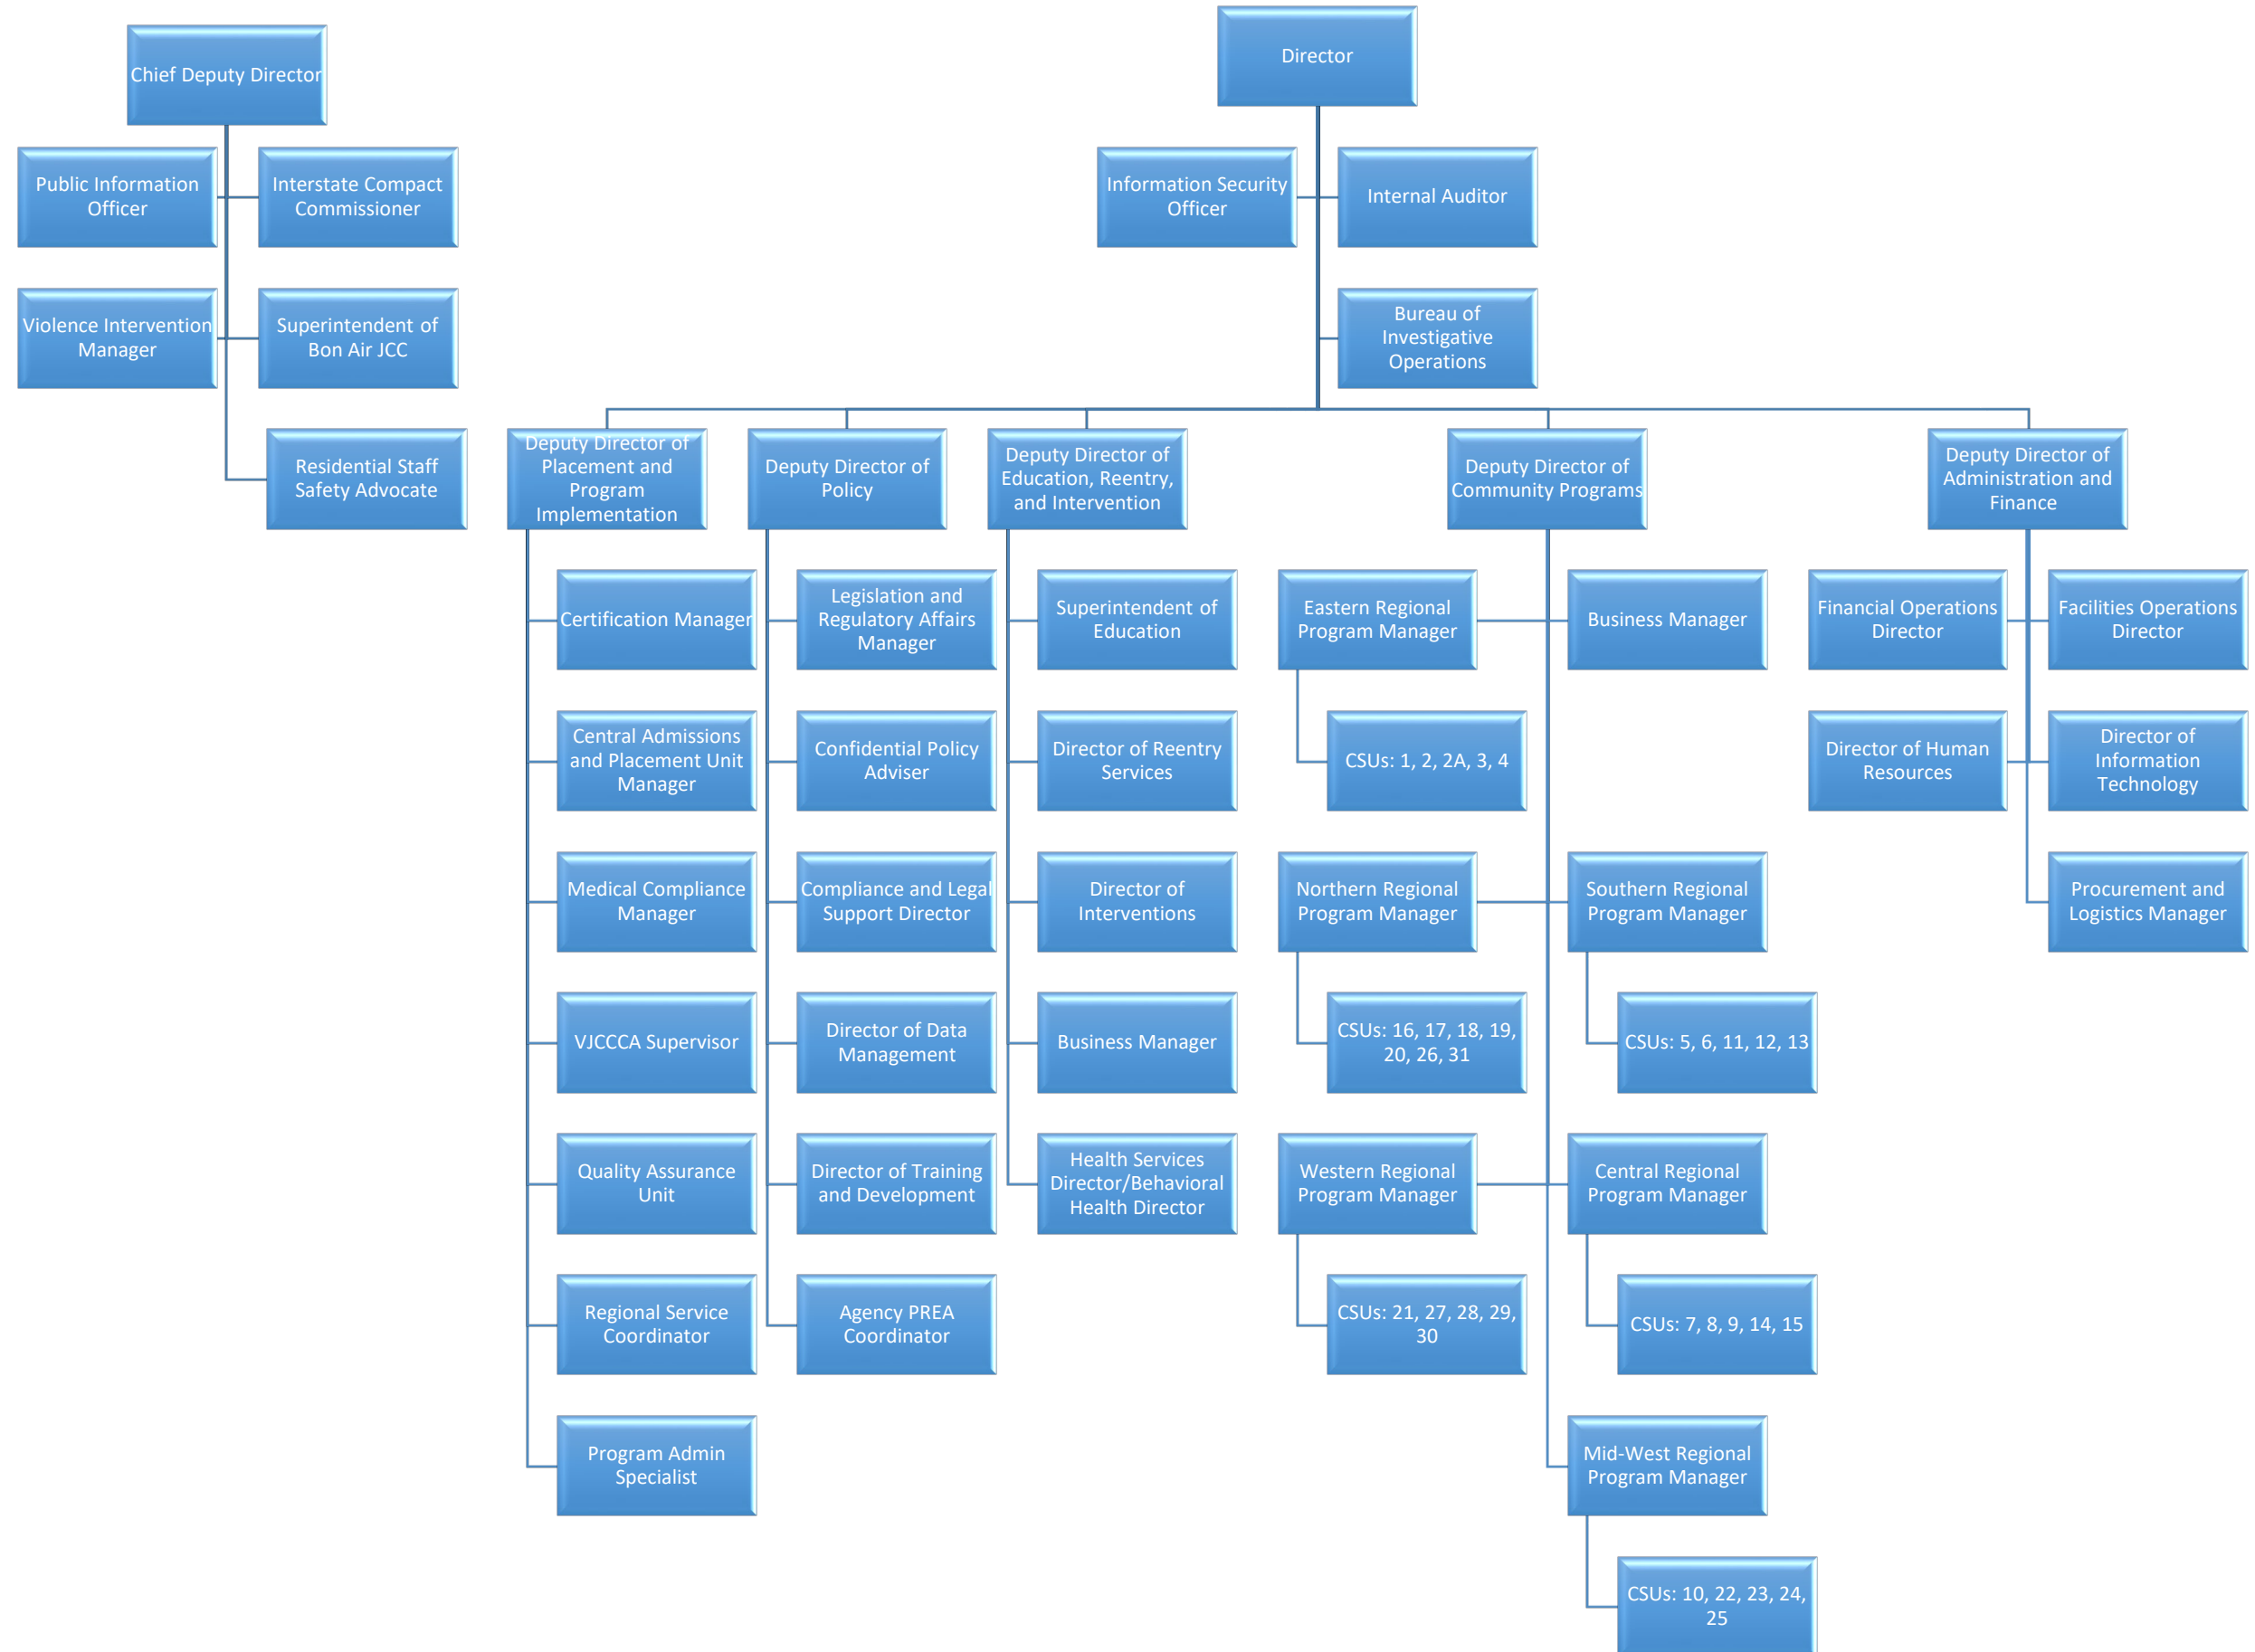 Chief Deputy Director
Public Information
Officer
Interstate Compact
Commissioner
Violence Intervention
Manager
Superintendent of
Bon Air JCC
Residential Staff
Safety Advocate
Director
Information Security
Officer
Internal Auditor
Bureau of
Investigative
Operations
Deputy Director of
Placement and
Program
Implementation
Certification Manager
Central Admissions
and Placement Unit
Manager
Medical Compliance
Manager
VJCCCA Supervisor
Quality Assurance
Unit
Regional Service
Coordinator
Program Admin
Specialist
Deputy Director of
Policy
Legislation and
Regulatory Affairs
Manager
Confidential Policy
Adviser
Compliance and Legal
Support Director
Director of Data
Management
Director of Training
and Development
Agency PREA
Coordinator
Deputy Director of
Education, Reentry,
and Intervention
Superintendent of
Education
Director of Reentry
Services
Director of
Interventions
Business Manager
Health Services
Director/Behavioral
Health Director
Deputy Director of
Community Programs
Eastern Regional
Program Manager
CSUs: 1, 2, 2A, 3, 4
Business Manager
Northern Regional
Program Manager
CSUs: 16, 17, 18, 19,
20, 26, 31
Southern Regional
Program Manager
CSUs: 5, 6, 11, 12, 13
Western Regional
Program Manager
CSUs: 21, 27, 28, 29,
30
Central Regional
Program Manager
CSUs: 7, 8, 9, 14, 15
Mid-West Regional
Program Manager
CSUs: 10, 22, 23, 24,
25
Deputy Director of
Administration and
Finance
Financial Operations
Director
Facilities Operations
Director
Director of Human
Resources
Director of
Information
Technology
Procurement and
Logistics Manager